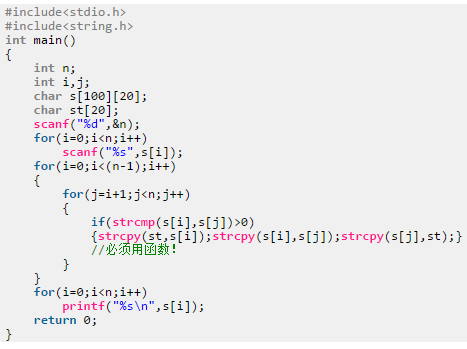 #include<stdio.h>
#include<string.h>
int main()
{
    int n;
    int i,j;
    char s[100][20];
    char st[20];
    scanf("%d",&n);
    for(i=0;i<n;i++)
        scanf("%s",s[i]);
    for(i=0;i<(n-1);i++)
    {
        for(j=i+1;j<n;j++)
        {
            if(strcmp(s[i],s[j])>0)
            {strcpy(st,s[i]);strcpy(s[i],s[j]);strcpy(s[j],st);}
            //必须用函数!
        }
    }
    for(i=0;i<n;i++)
        printf("%s\n",s[i]);
    return 0;
}